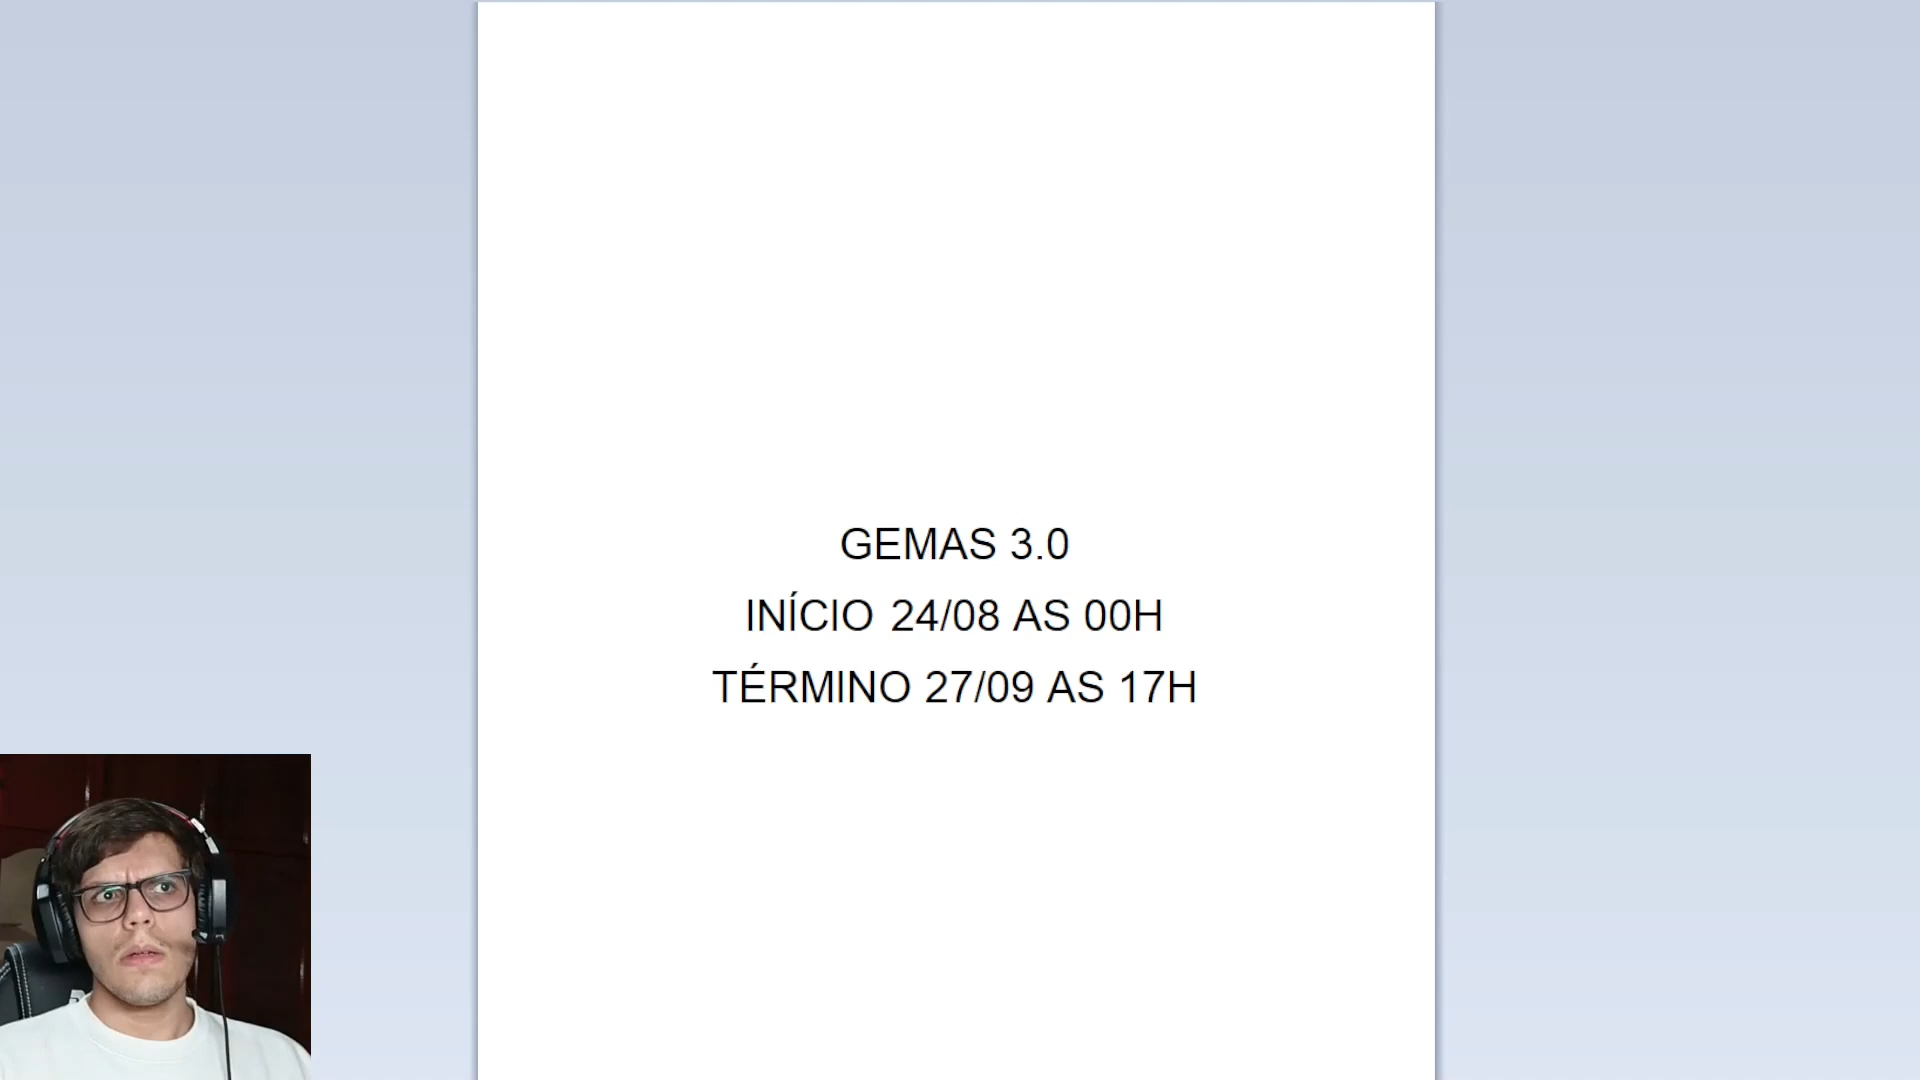 GEMAS 3.0
INÍCIO 24/08 AS 00H
TÉRMINO 27/09 AS 17H